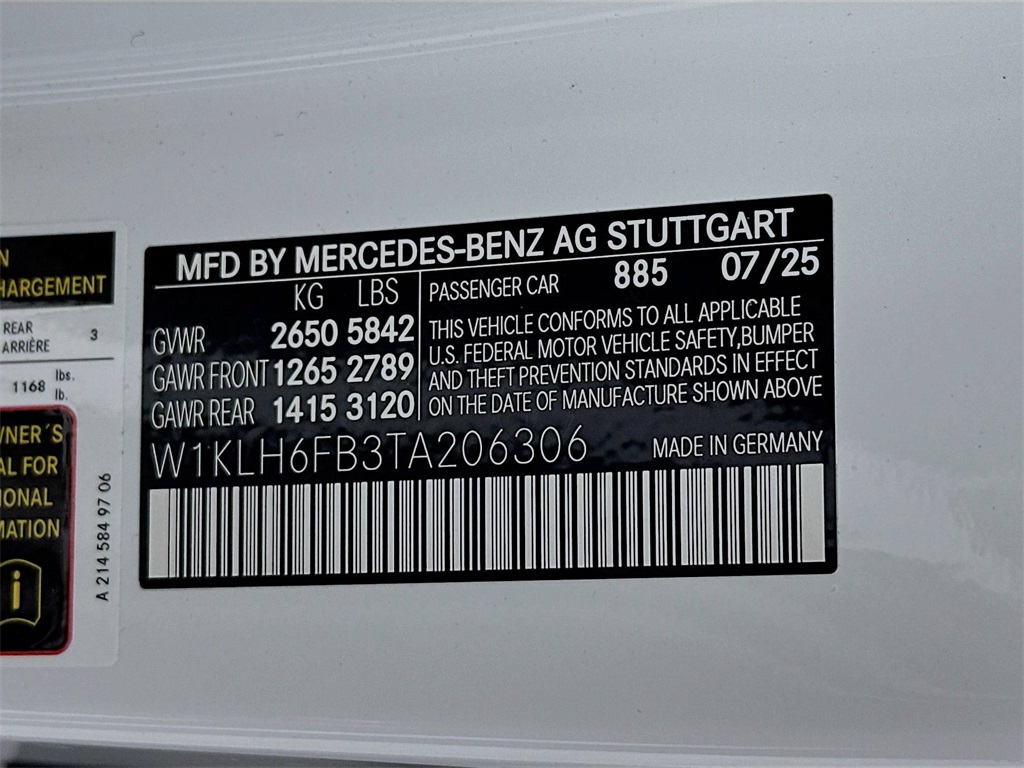 MFD BY MERCEDES-BENZ AG STUTTGART
KG LBS
GVWR 2650 5842
GAWR FRONT 1265 2789
GAWR REAR 1415 3120
PASSENGER CAR 885 07/25
THIS VEHICLE CONFORMS TO ALL APPLICABLE
U.S. FEDERAL MOTOR VEHICLE SAFETY,BUMPER
AND THEFT PREVENTION STANDARDS IN EFFECT
ON THE DATE OF MANUFACTURE SHOWN ABOVE
W1KLH6FB3TA206306
MADE IN GERMANY
N
HARGEMENT
REAR 3
ARRIÈRE
1168 lbs.
lb.
WNER´S
AL FOR
IONAL
MATION
i
A 214 584 97 06